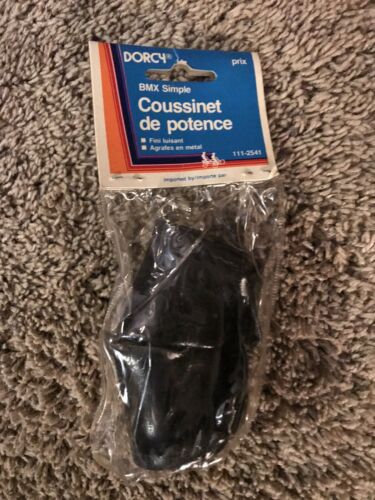 DORCY®
prix
BMX Simple
Coussinet
de potence
Fini luisant
Agrafes en métal
111-2541
imported by/importé par